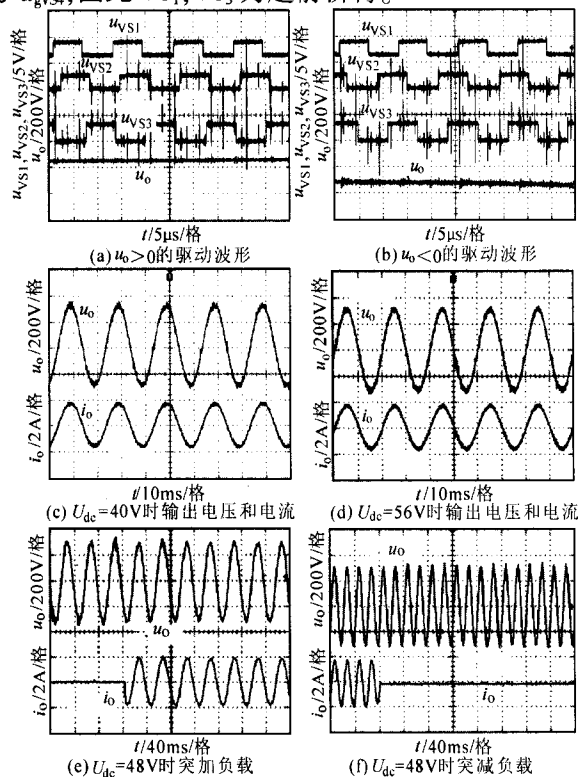 u_VS1
u_VS2
u_VS3
u_o
u_VS1,u_VS2,u_VS3/5V/格
u_o/200V/格
t/5μs/格
(a) u_o>0的驱动波形
u_VS1
u_VS2
u_VS3
u_o
u_VS1,u_VS2,u_VS3/5V/格
u_o/200V/格
t/5μs/格
(b) u_o<0的驱动波形
u_o
i_o
u_o/200V/格
i_o/2A/格
t/10ms/格
(c) U_dc=40V时输出电压和电流
u_o
i_o
u_o/200V/格
i_o/2A/格
t/10ms/格
(d) U_dc=56V时输出电压和电流
u_o
i_o
u_o/200V/格
i_o/2A/格
t/40ms/格
(e) U_dc=48V时突加负载
u_o
i_o
u_o/200V/格
i_o/2A/格
t/40ms/格
(f) U_dc=48V时突减负载